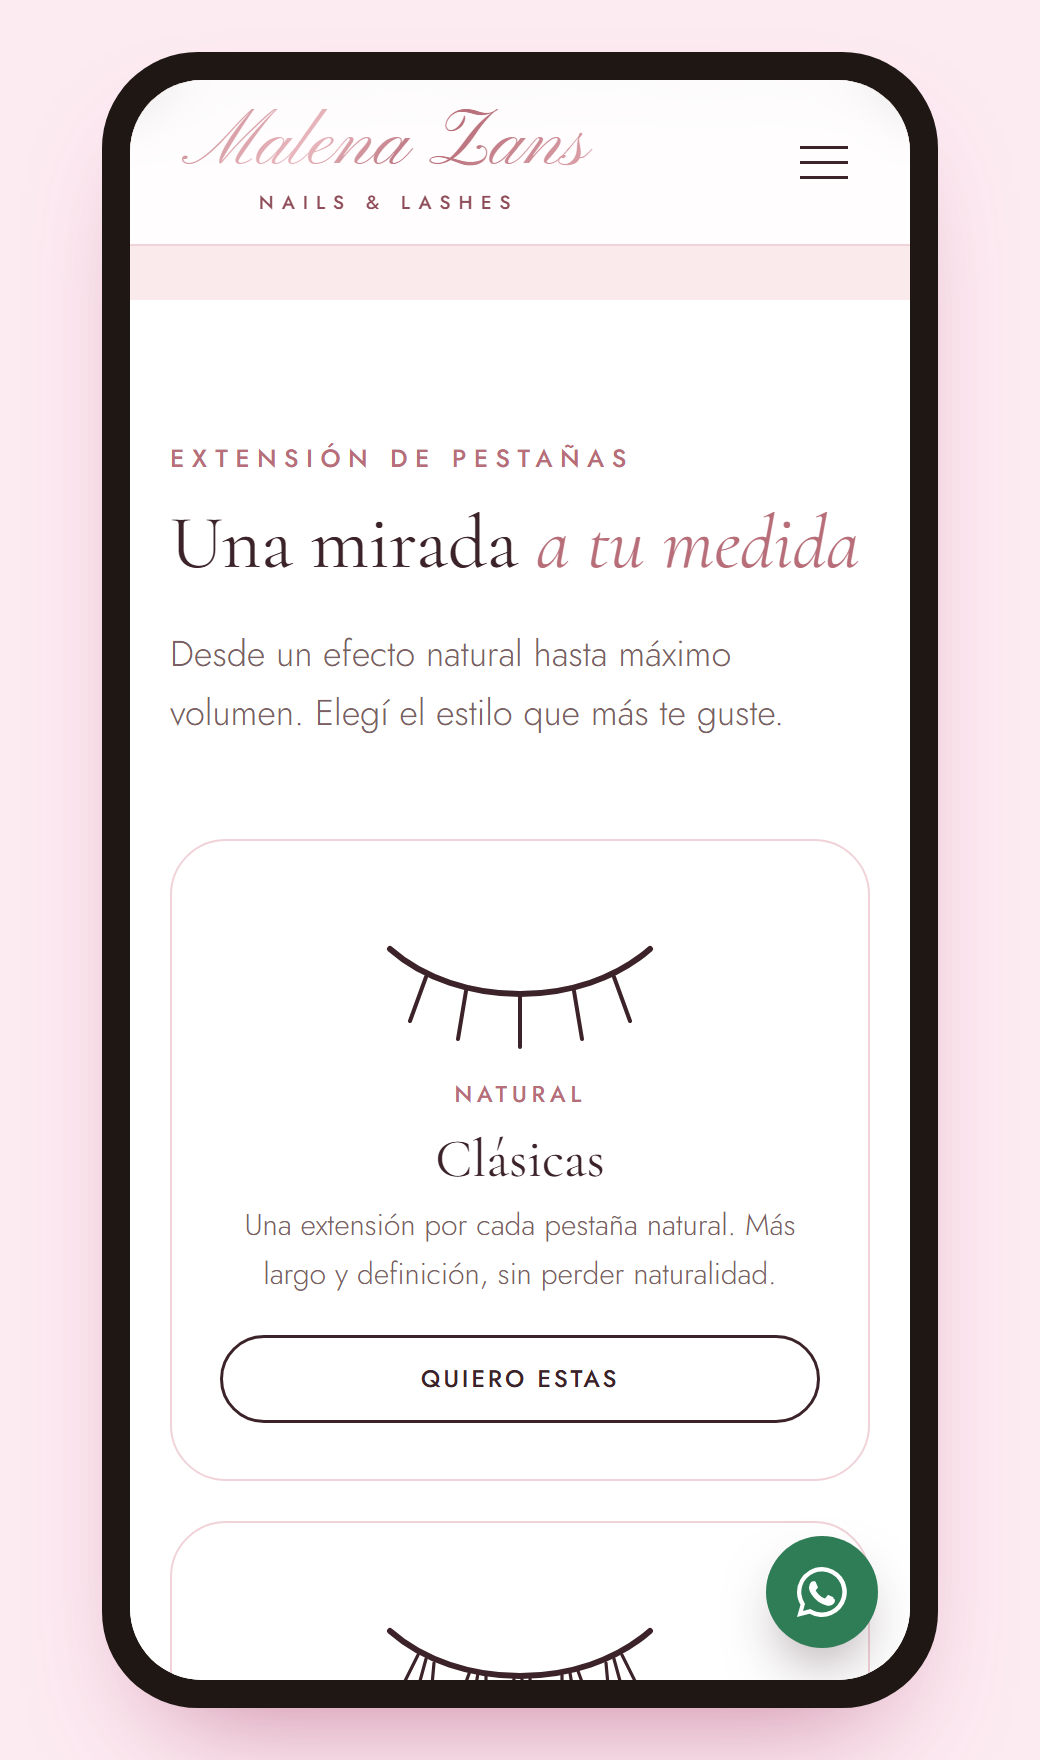 Malena Zans
NAILS & LASHES
EXTENSIÓN DE PESTAÑAS
Una mirada a tu medida
Desde un efecto natural hasta máximo
volumen. Elegí el estilo que más te guste.
NATURAL
Clásicas
Una extensión por cada pestaña natural. Más
largo y definición, sin perder naturalidad.
QUIERO ESTAS